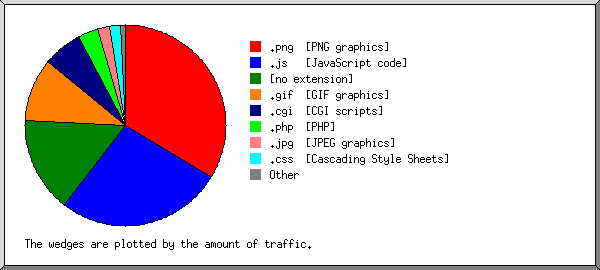 .png  [PNG graphics]
.js   [JavaScript code]
[no extension]
.gif  [GIF graphics]
.cgi  [CGI scripts]
.php  [PHP]
.jpg  [JPEG graphics]
.css  [Cascading Style Sheets]
Other
The wedges are plotted by the amount of traffic.